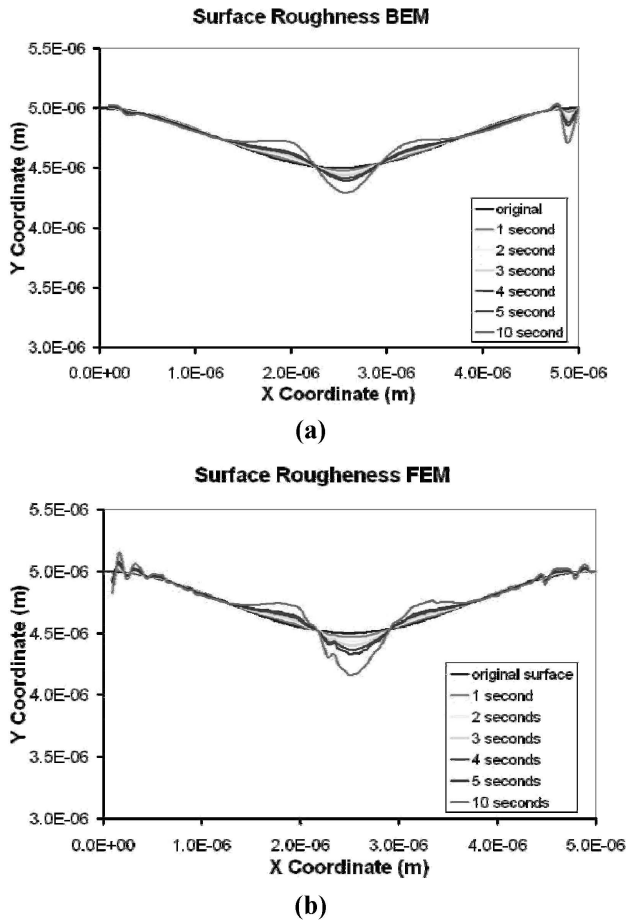 Surface Roughness BEM
5.5E-06
5.0E-06
4.5E-06
4.0E-06
3.5E-06
3.0E-06
Y Coordinate (m)
original
1 second
2 second
3 second
4 second
5 second
10 second
0.0E+00 1.0E-06 2.0E-06 3.0E-06 4.0E-06 5.0E-06
X Coordinate (m)
(a)
Surface Rougheness FEM
5.5E-06
5.0E-06
4.5E-06
4.0E-06
3.5E-06
3.0E-06
Y Coordinate (m)
original surface
1 second
2 seconds
3 seconds
4 seconds
5 seconds
10 seconds
0.0E+00 1.0E-06 2.0E-06 3.0E-06 4.0E-06 5.0E-06
X Coordinate (m)
(b)